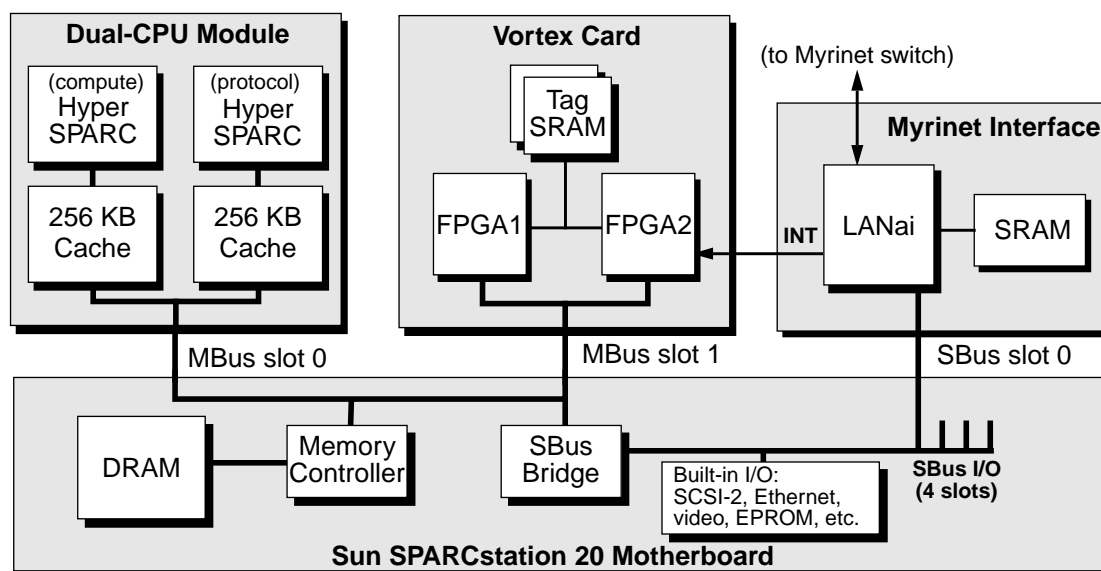 Dual-CPU Module
(compute)
Hyper
SPARC
(protocol)
Hyper
SPARC
256 KB
Cache
256 KB
Cache
MBus slot 0
Vortex Card
Tag
SRAM
FPGA1
FPGA2
MBus slot 1
(to Myrinet switch)
Myrinet Interface
INT
LANai
SRAM
SBus slot 0
DRAM
Memory
Controller
SBus
Bridge
Built-in I/O:
SCSI-2, Ethernet,
video, EPROM, etc.
SBus I/O
(4 slots)
Sun SPARCstation 20 Motherboard